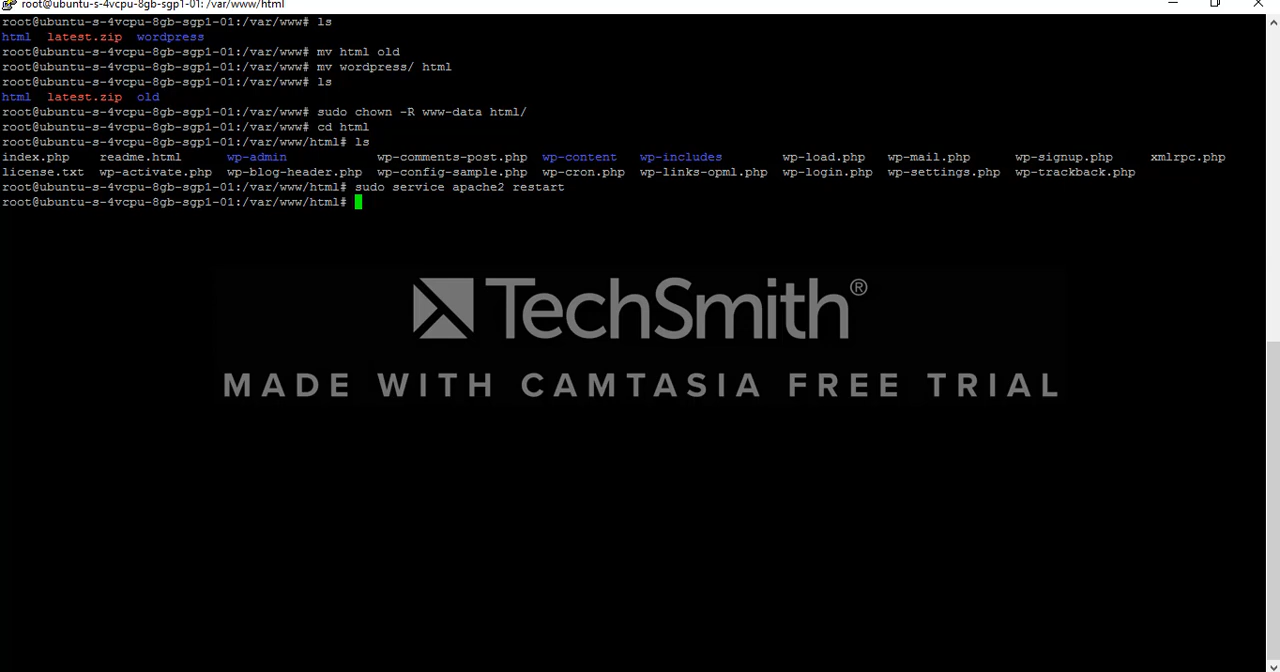 root@ubuntu-s-4vcpu-8gb-sgp1-01: /var/www/html
root@ubuntu-s-4vcpu-8gb-sgp1-01:/var/www# ls
html latest.zip wordpress
root@ubuntu-s-4vcpu-8gb-sgp1-01:/var/www# mv html old
root@ubuntu-s-4vcpu-8gb-sgp1-01:/var/www# mv wordpress/ html
root@ubuntu-s-4vcpu-8gb-sgp1-01:/var/www# ls
html latest.zip old
root@ubuntu-s-4vcpu-8gb-sgp1-01:/var/www# sudo chown -R www-data html/
root@ubuntu-s-4vcpu-8gb-sgp1-01:/var/www# cd html
root@ubuntu-s-4vcpu-8gb-sgp1-01:/var/www/html# ls
index.php readme.html wp-admin wp-comments-post.php wp-content wp-includes wp-load.php wp-mail.php wp-signup.php xmlrpc.php
license.txt wp-activate.php wp-blog-header.php wp-config-sample.php wp-cron.php wp-links-opml.php wp-login.php wp-settings.php wp-trackback.php
root@ubuntu-s-4vcpu-8gb-sgp1-01:/var/www/html# sudo service apache2 restart
root@ubuntu-s-4vcpu-8gb-sgp1-01:/var/www/html#
TechSmith®
MADE WITH CAMTASIA FREE TRIAL